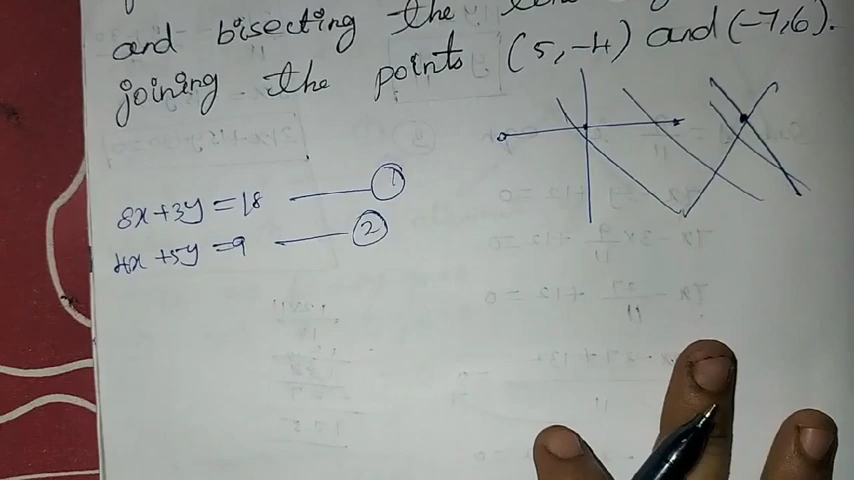 and bisecting the line
joining the points (5,-4) and (-7,6).
8x+3y=18 1
4x+5y=9 2